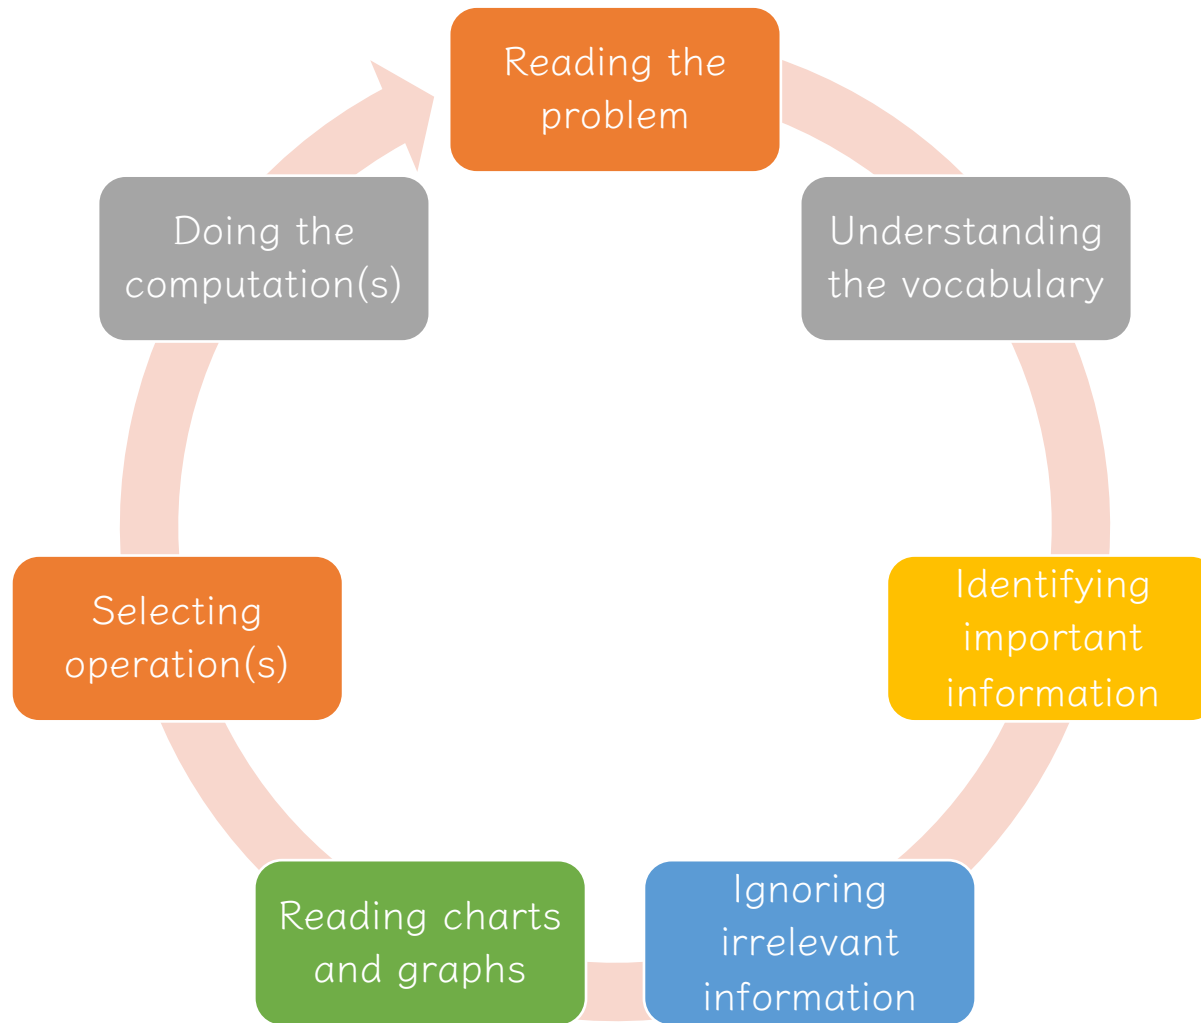 Reading the
problem
Understanding
the vocabulary
Identifying
important
information
Ignoring
irrelevant
information
Reading charts
and graphs
Selecting
operation(s)
Doing the
computation(s)